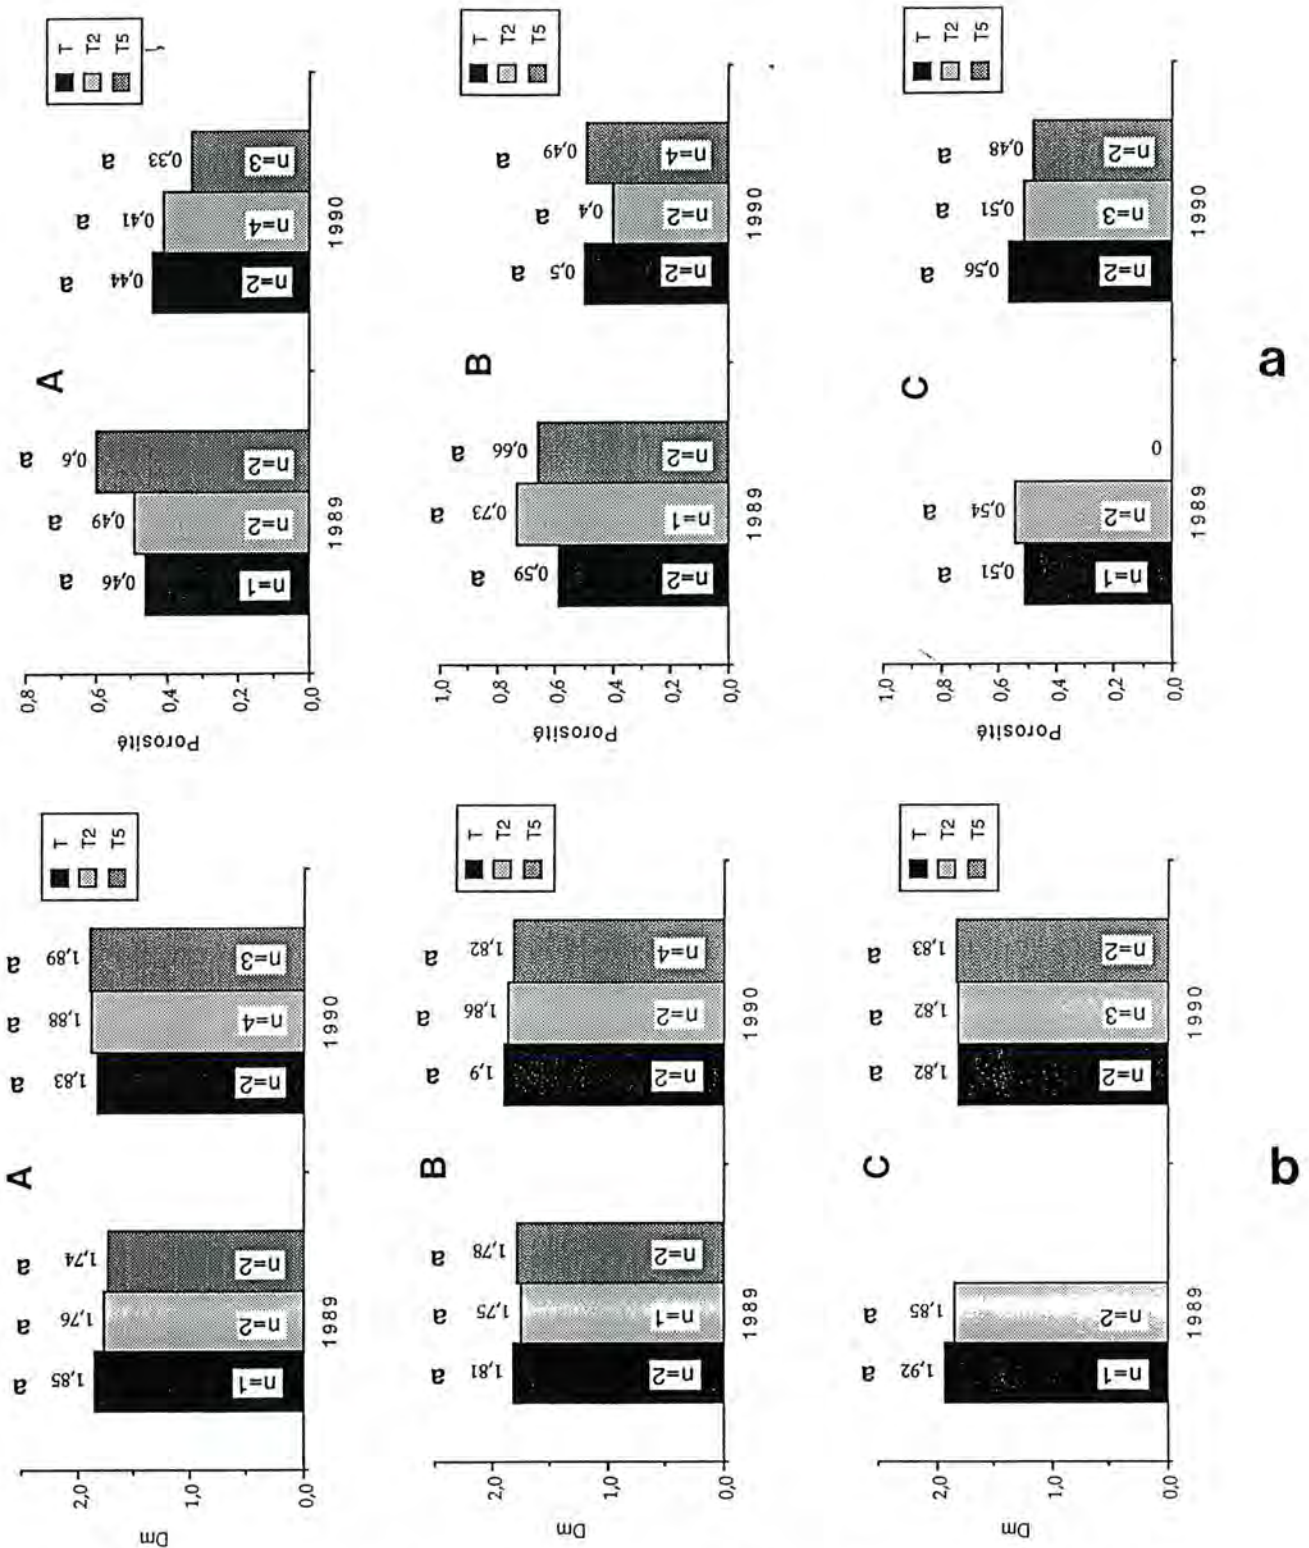 A
Porosité
0,8
0,6
0,4
0,2
0,0
a
a
a
0,46
0,49
0,6
n=1
n=2
n=2
1989
a
a
a
0,44
0,41
0,33
n=2
n=4
n=3
1990
T
T2
T5
B
Porosité
1,0
0,8
0,6
0,4
0,2
0,0
a
a
a
0,59
0,73
0,66
n=2
n=1
n=2
1989
a
a
a
0,5
0,4
0,49
n=2
n=2
n=4
1990
T
T2
T5
C
Porosité
1,0
0,8
0,6
0,4
0,2
0,0
a
a
0,51
0,54
0
n=1
n=2
1989
a
a
a
0,56
0,51
0,48
n=2
n=3
n=2
1990
T
T2
T5
a
A
Dm
2,0
1,0
0,0
a
a
a
1,85
1,76
1,74
n=1
n=2
n=2
1989
a
a
a
1,83
1,88
1,89
n=2
n=4
n=3
1990
T
T2
T5
B
Dm
2,0
1,0
0,0
a
a
a
1,81
1,75
1,78
n=2
n=1
n=2
1989
a
a
a
1,9
1,86
1,82
n=2
n=2
n=4
1990
T
T2
T5
C
Dm
2,0
1,0
0,0
a
a
1,92
1,85
n=1
n=2
1989
a
a
a
1,82
1,82
1,83
n=2
n=3
n=2
1990
T
T2
T5
b